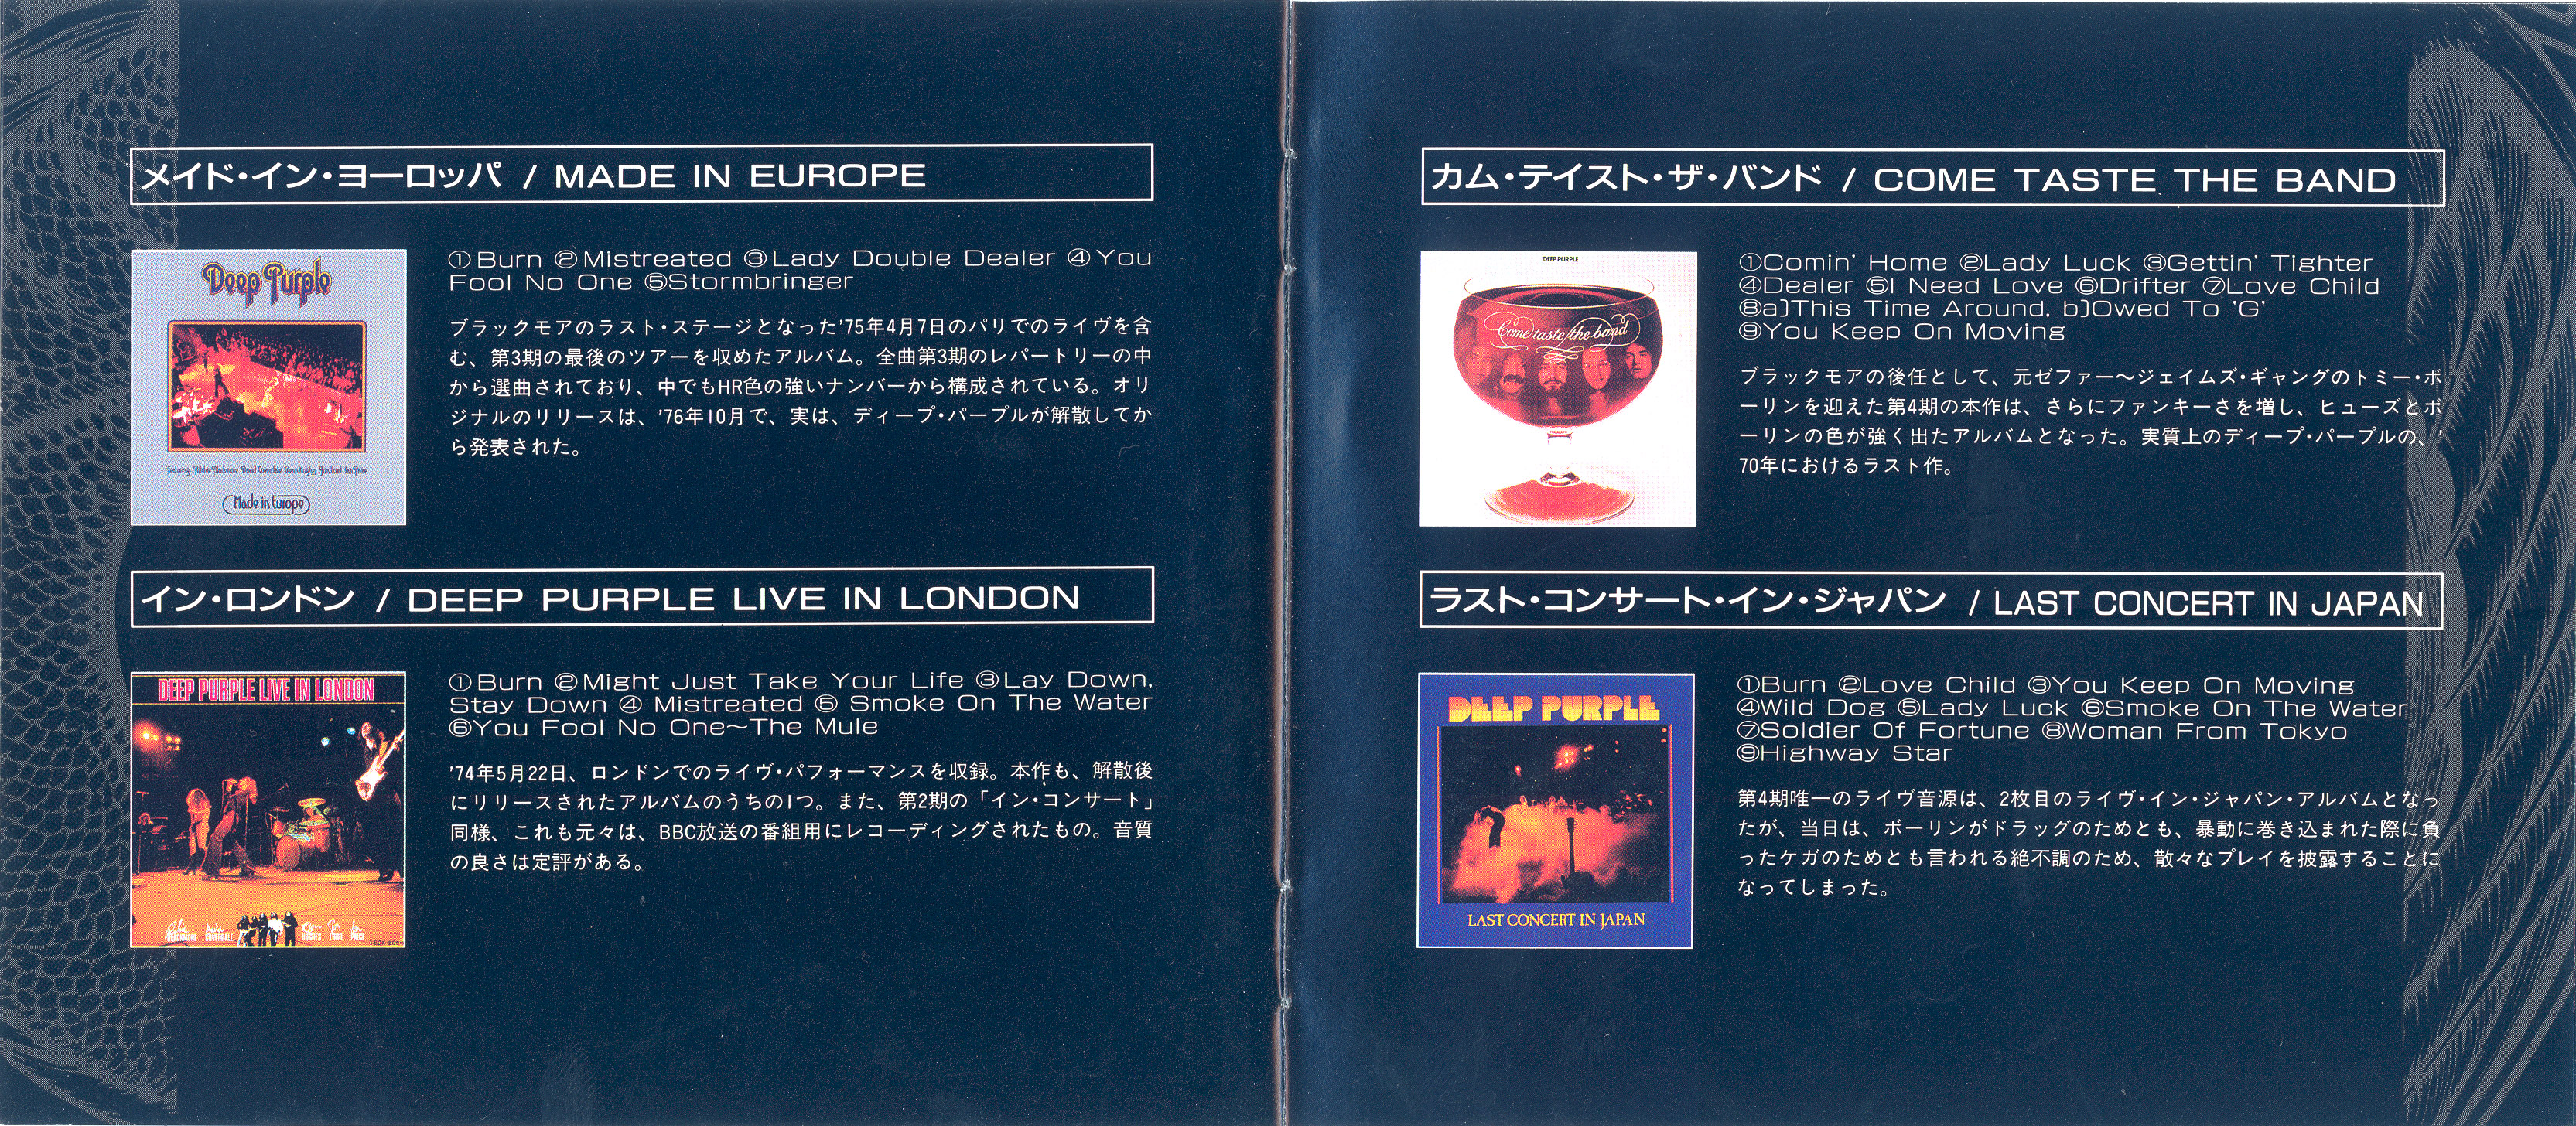 メイド・イン・ヨーロッパ / MADE IN EUROPE
Deep Purple
Made in Europe
①Burn ②Mistreated ③Lady Double Dealer ④You
Fool No One ⑤Stormbringer
ブラックモアのラスト・ステージとなった'75年4月7日のパリでのライヴを含
む、第3期の最後のツアーを収めたアルバム。全曲第3期のレパートリーの中
から選曲されており、中でもHR色の強いナンバーから構成されている。オリ
ジナルのリリースは、'76年10月で、実は、ディープ・パープルが解散してか
ら発表された。
イン・ロンドン / DEEP PURPLE LIVE IN LONDON
DEEP PURPLE LIVE IN LONDON
①Burn ②Might Just Take Your Life ③Lay Down,
Stay Down ④ Mistreated ⑤ Smoke On The Water
⑥You Fool No One〜The Mule
'74年5月22日、ロンドンでのライヴ・パフォーマンスを収録。本作も、解散後
にリリースされたアルバムのうちの1つ。また、第2期の「イン・コンサート」
同様、これも元々は、BBC放送の番組用にレコーディングされたもの。音質
の良さは定評がある。
カム・テイスト・ザ・バンド / COME TASTE THE BAND
DEEP PURPLE
Come taste the band
①Comin' Home ②Lady Luck ③Gettin' Tighter
④Dealer ⑤I Need Love ⑥Drifter ⑦Love Child
⑧a)This Time Around, b)Owed To 'G'
⑨You Keep On Moving
ブラックモアの後任として、元ゼファー〜ジェイムズ・ギャングのトミー・ボ
ーリンを迎えた第4期の本作は、さらにファンキーさを増し、ヒューズとボ
ーリンの色が強く出たアルバムとなった。実質上のディープ・パープルの、'
70年におけるラスト作。
ラスト・コンサート・イン・ジャパン / LAST CONCERT IN JAPAN
DEEP PURPLE
LAST CONCERT IN JAPAN
①Burn ②Love Child ③You Keep On Moving
④Wild Dog ⑤Lady Luck ⑥Smoke On The Water
⑦Soldier Of Fortune ⑧Woman From Tokyo
⑨Highway Star
第4期唯一のライヴ音源は、2枚目のライヴ・イン・ジャパン・アルバムとなっ
たが、当日は、ボーリンがドラッグのためとも、暴動に巻き込まれた際に負
ったケガのためとも言われる絶不調のため、散々なプレイを披露することに
なってしまった。